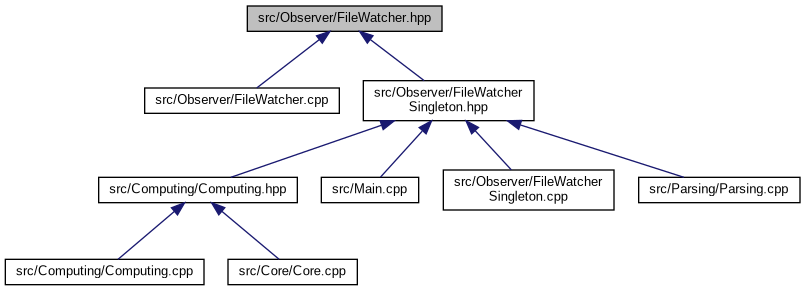 src/Observer/FileWatcher.hpp
src/Observer/FileWatcher.cpp
src/Observer/FileWatcher
Singleton.hpp
src/Computing/Computing.hpp
src/Main.cpp
src/Observer/FileWatcher
Singleton.cpp
src/Parsing/Parsing.cpp
src/Computing/Computing.cpp
src/Core/Core.cpp